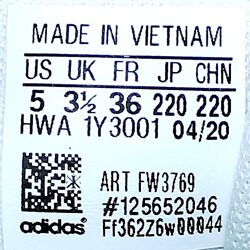 MADE IN VIETNAM
US UK FR JP CHN
5 3½ 36 220 220
HWA 1Y3001 04/20
ART FW3769
#125652046
adidas Ff362Z6w00044